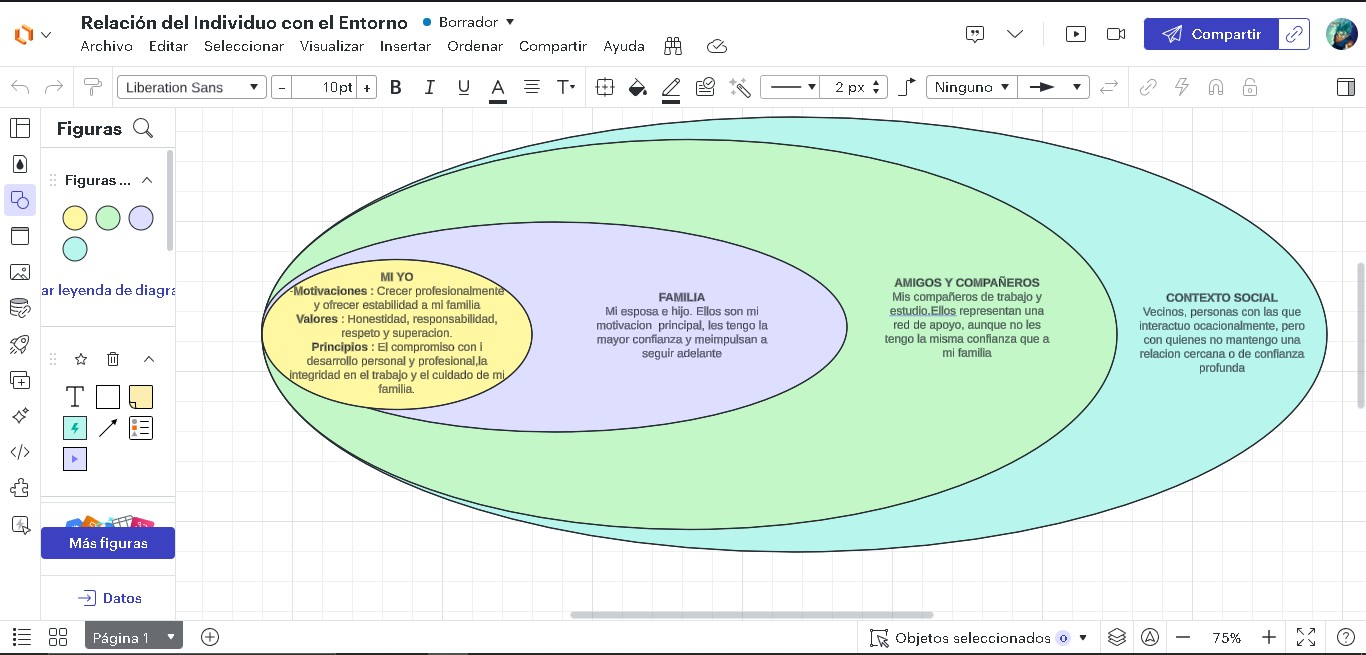 Relación del Individuo con el Entorno
Borrador
Archivo Editar Seleccionar Visualizar Insertar Ordenar Compartir Ayuda
Compartir
Liberation Sans
- 10pt +
B I U A T
2 px
Ninguno
Figuras
Figuras ...
ar leyenda de diagra
T
Más figuras
Datos
MI YO
-Motivaciones : Crecer profesionalmente
y ofrecer estabilidad a mi familia
Valores : Honestidad, responsabilidad,
respeto y superacion.
Principios : El compromiso con i
desarrollo personal y profesional,la
integridad en el trabajo y el cuidado de mi
familia.
FAMILIA
Mi esposa e hijo. Ellos son mi
motivacion principal, les tengo la
mayor confianza y meimpulsan a
seguir adelante
AMIGOS Y COMPAÑEROS
Mis compañeros de trabajo y
estudio.Ellos representan una
red de apoyo, aunque no les
tengo la misma confianza que a
mi familia
CONTEXTO SOCIAL
Vecinos, personas con las que
interactuo ocacionalmente, pero
con quienes no mantengo una
relacion cercana o de confianza
profunda
Página 1
Objetos seleccionados 0
75%